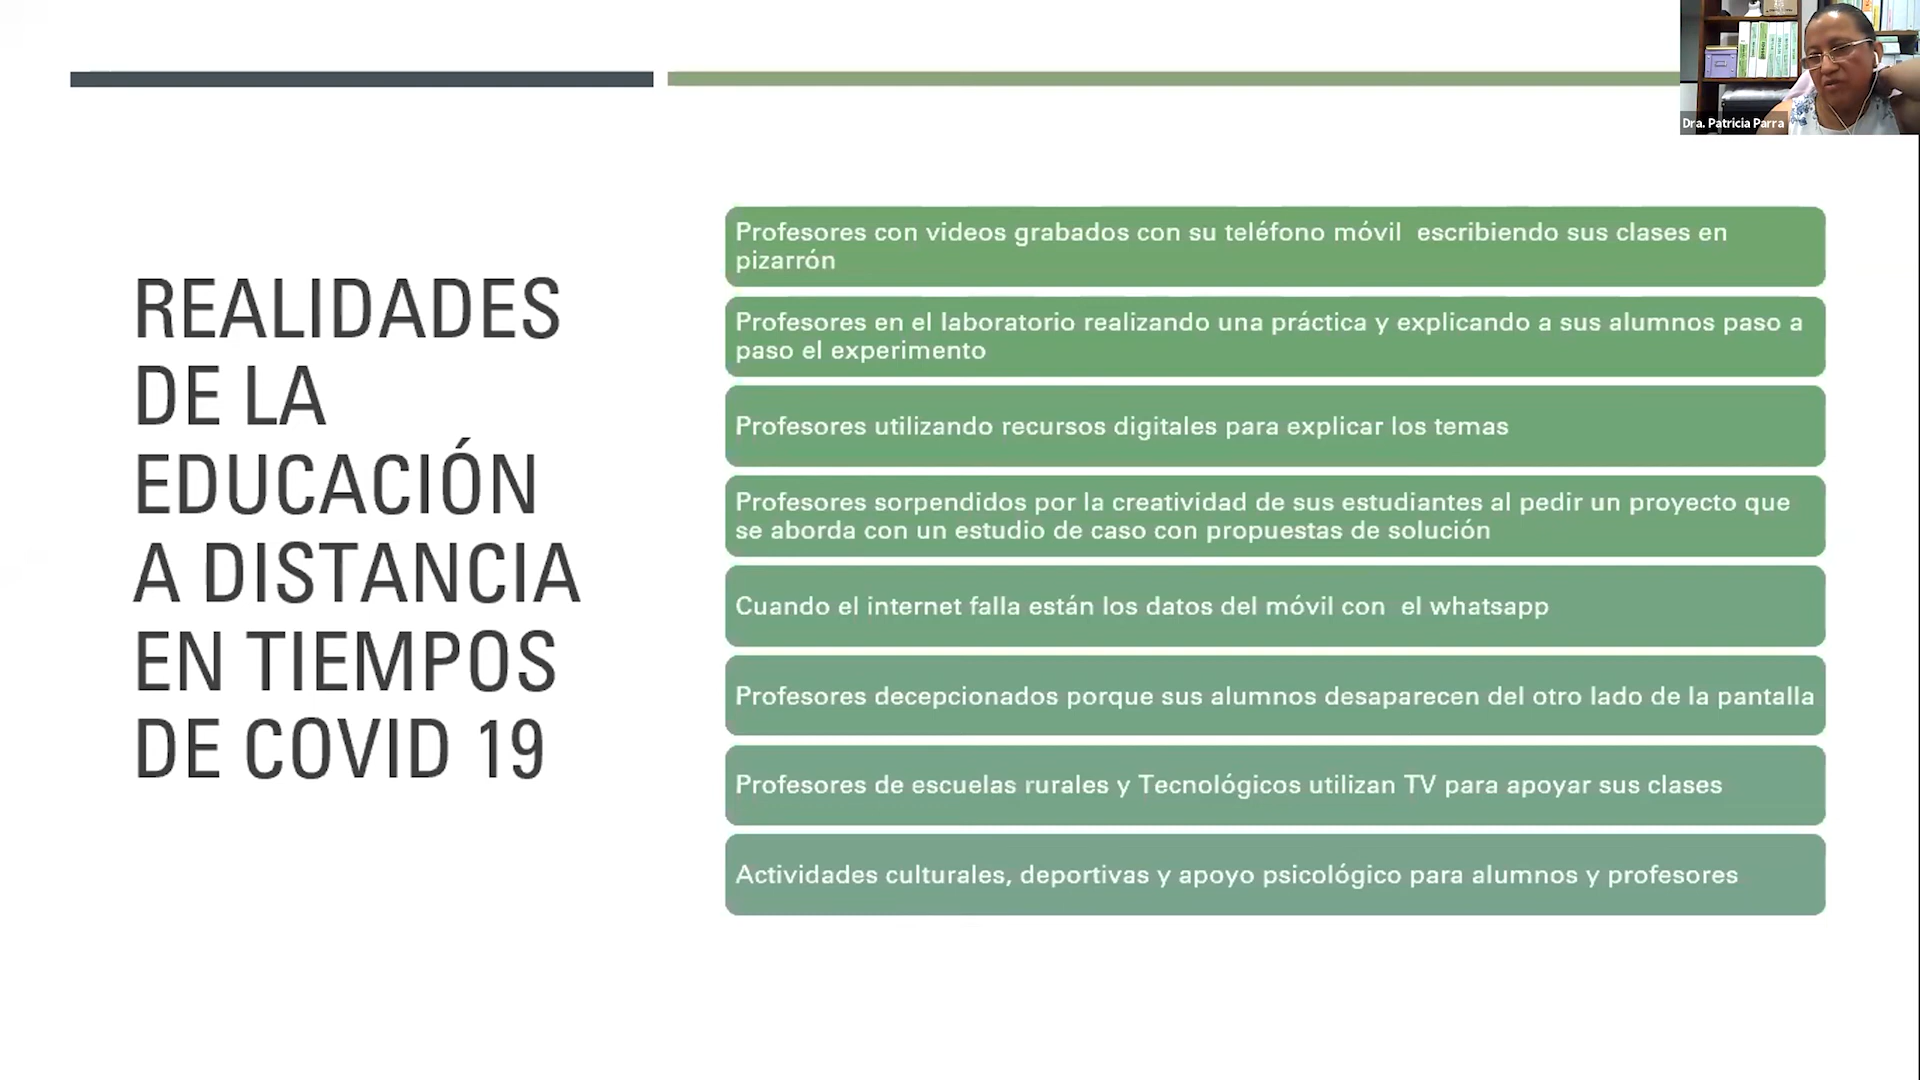 Dra. Patricia Parra
REALIDADES
DE LA
EDUCACIÓN
A DISTANCIA
EN TIEMPOS
DE COVID 19
Profesores con videos grabados con su teléfono móvil escribiendo sus clases en
pizarrón
Profesores en el laboratorio realizando una práctica y explicando a sus alumnos paso a
paso el experimento
Profesores utilizando recursos digitales para explicar los temas
Profesores sorpendidos por la creatividad de sus estudiantes al pedir un proyecto que
se aborda con un estudio de caso con propuestas de solución
Cuando el internet falla están los datos del móvil con el whatsapp
Profesores decepcionados porque sus alumnos desaparecen del otro lado de la pantalla
Profesores de escuelas rurales y Tecnológicos utilizan TV para apoyar sus clases
Actividades culturales, deportivas y apoyo psicológico para alumnos y profesores